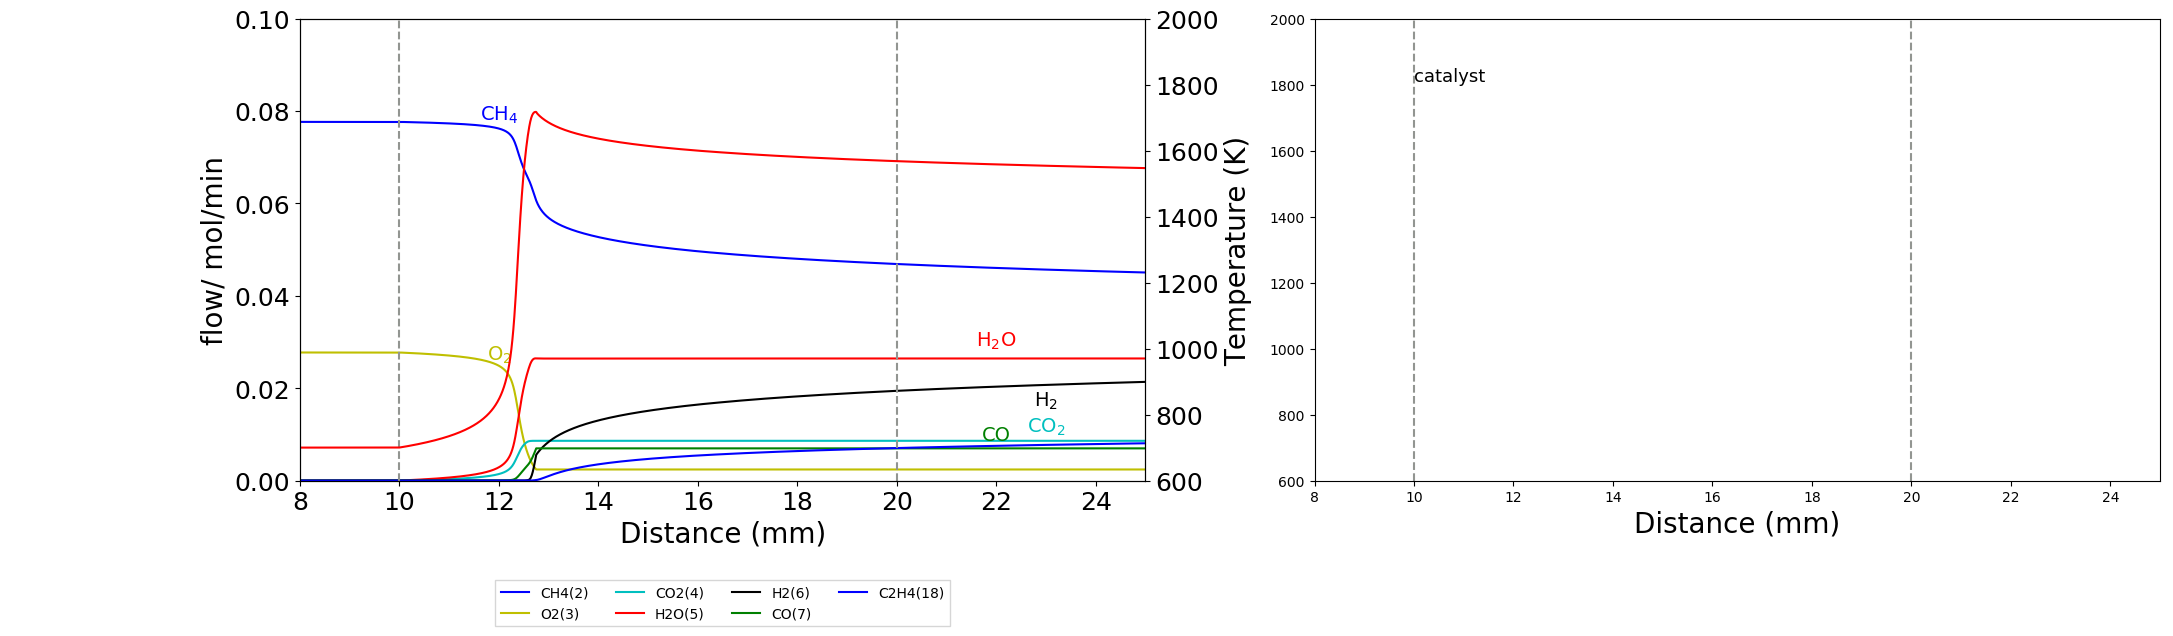 0.10
0.08
0.06
0.04
0.02
0.00
flow/ mol/min
CH₄
O₂
H₂O
H₂
CO₂
CO
8 10 12 14 16 18 20 22 24
Distance (mm)
2000
1800
1600
1400
1200
1000
800
600
Temperature (K)
CH4(2) CO2(4) H2(6) C2H4(18)
O2(3) H2O(5) CO(7)
2000
1800
1600
1400
1200
1000
800
600
catalyst
8 10 12 14 16 18 20 22 24
Distance (mm)